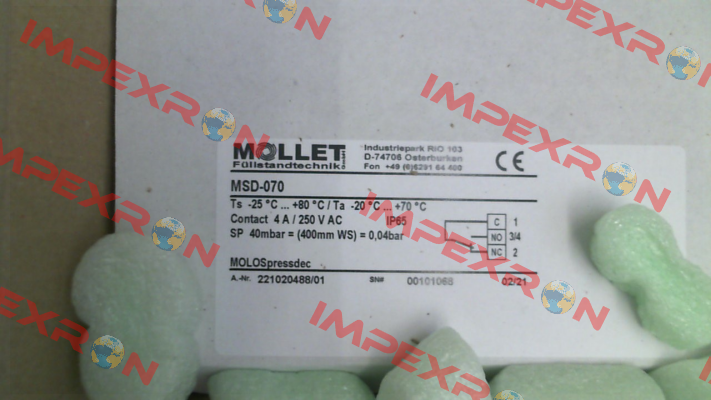 MOLLET
GmbH
Füllstandtechnik
Industriepark RIO 103
D-74706 Osterburken
Fon +49 (0)6291 64 400
CE
MSD-070
Ts -25 °C ... +80 °C / Ta -20 °C ... +70 °C
Contact 4 A / 250 V AC IP65
SP 40mbar = (400mm WS) = 0,04bar
C 1
NO 3/4
NC 2
MOLOSpressdec
A.-Nr. 221020488/01 SN# 00101068 02/21
IMPEXRON
IMPEXRON
IMPEXRON
IMPEXRON
IMPEXRON
IMPEXRON